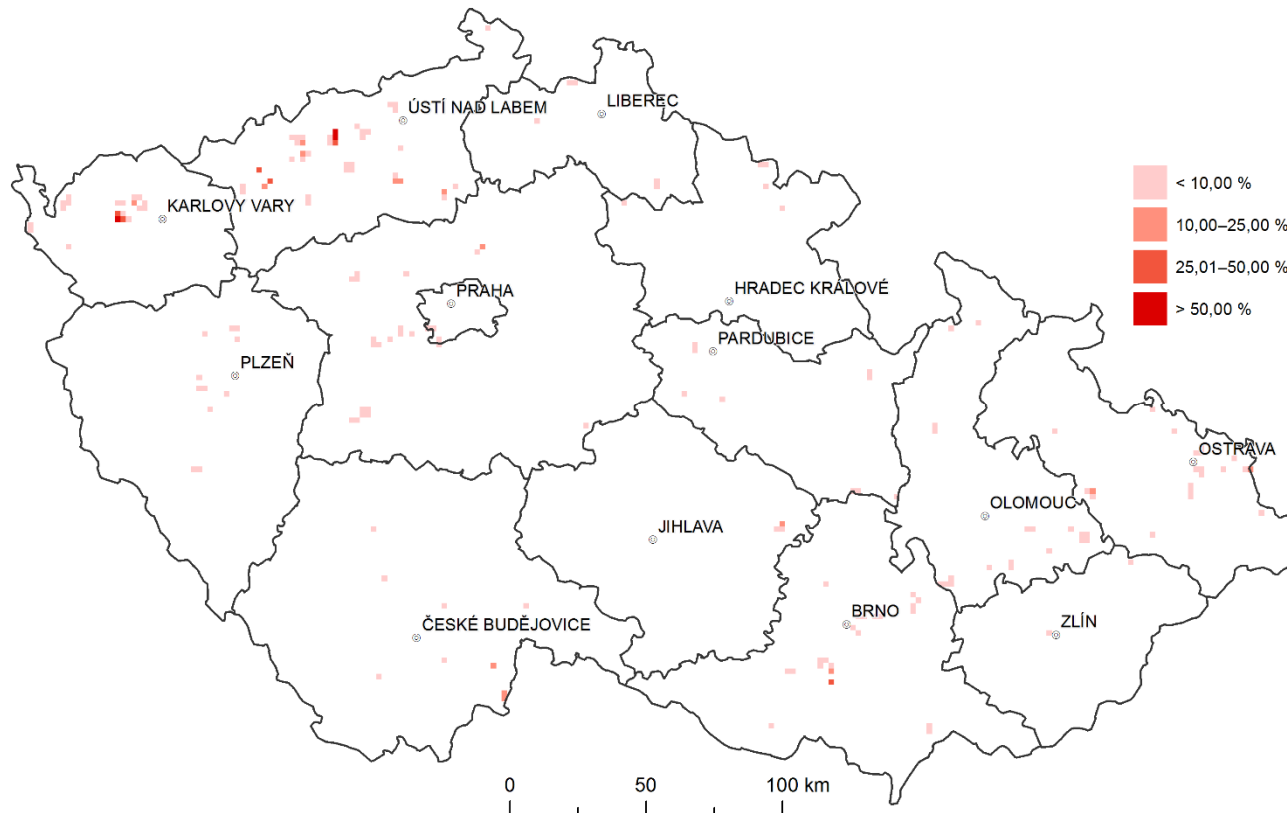 ÚSTÍ NAD LABEM
LIBEREC
KARLOVY VARY
< 10,00 %
10,00–25,00 %
25,01–50,00 %
> 50,00 %
PRAHA
HRADEC KRÁLOVÉ
PARDUBICE
PLZEŇ
OSTRAVA
OLOMOUC
JIHLAVA
BRNO
ČESKÉ BUDĚJOVICE
ZLÍN
0 50 100 km